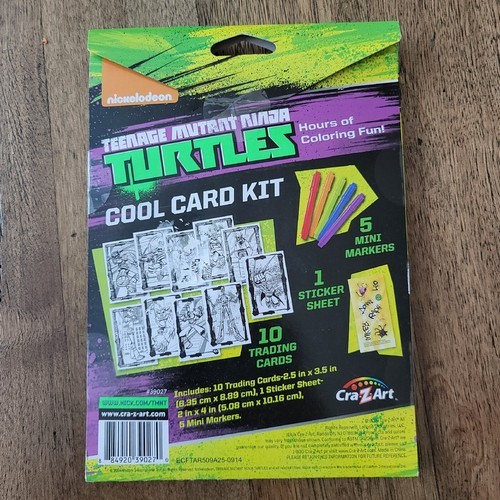 nickelodeon
TEENAGE MUTANT NINJA
TURTLES
Hours of
Coloring Fun!
COOL CARD KIT
5
MINI
MARKERS
1
STICKER
SHEET
10
TRADING
CARDS
#39027
Includes: 10 Trading Cards-2.5 in x 3.5 in
(6.35 cm x 8.89 cm), 1 Sticker Sheet-
2 in x 4 in (5.08 cm x 10.16 cm),
5 Mini Markers.
WWW.NICK.COM/TMNT
www.cra-z-art.com
Cra-Z-Art
84920 39027
ECFTAR509A25-0914